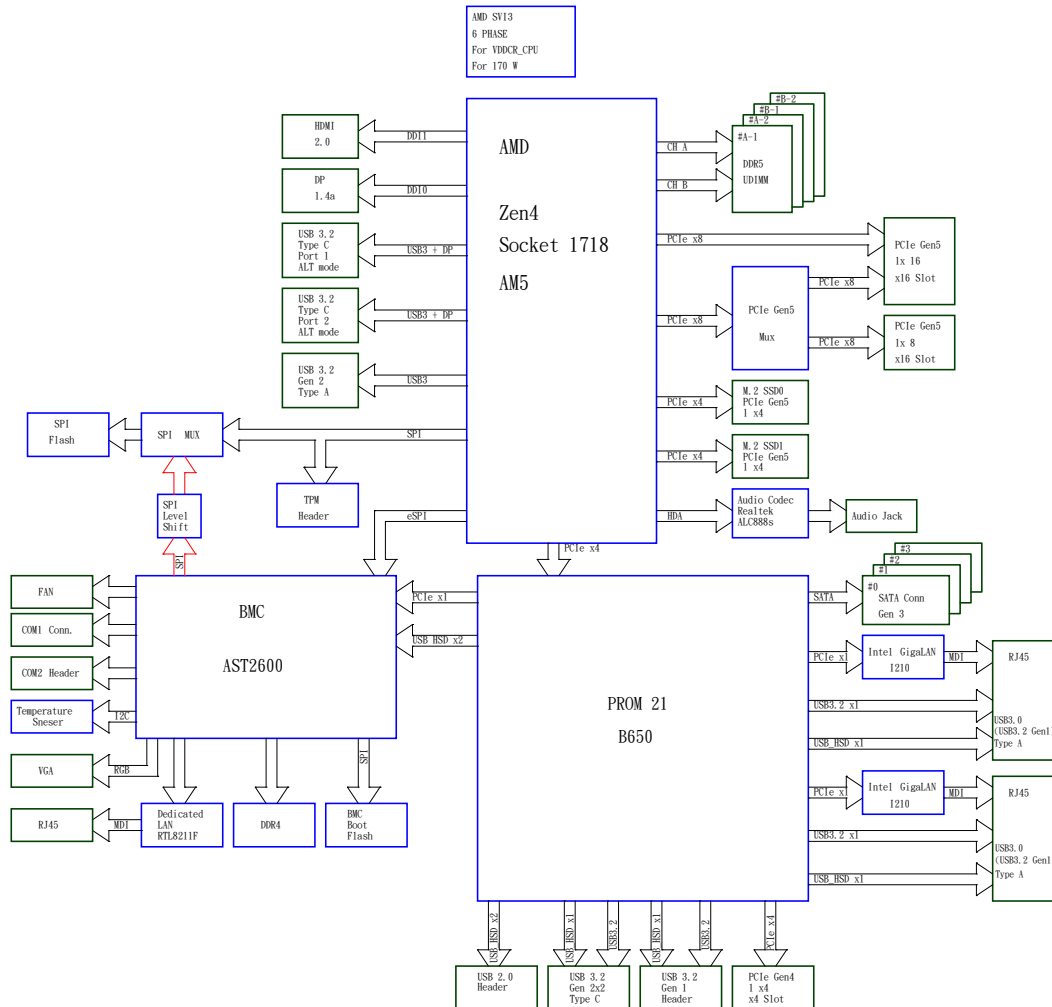 AMD SVI3
6 PHASE
For VDDCR_CPU
For 170 W
HDMI
2.0
DDI1
DP
1.4a
DDI0
USB 3.2
Type C
Port 1
ALT mode
USB3 + DP
USB 3.2
Type C
Port 2
ALT mode
USB3 + DP
USB 3.2
Gen 2
Type A
USB3
AMD
Zen4
Socket 1718
AM5
CH A
CH B
#B-2
#B-1
#A-2
#A-1
DDR5
UDIMM
PCIe x8
PCIe Gen5
1x 16
x16 Slot
PCIe x8
PCIe Gen5
Mux
PCIe x8
PCIe x8
PCIe Gen5
1x 8
x16 Slot
PCIe x4
M.2 SSD0
PCIe Gen5
1 x4
PCIe x4
M.2 SSD1
PCIe Gen5
1 x4
HDA
Audio Codec
Realtek
ALC888s
Audio Jack
SPI
Flash
SPI MUX
SPI
TPM
Header
SPI
Level
Shift
SPI
eSPI
PCIe x4
FAN
COM1 Conn.
COM2 Header
Temperature
Sneser
I2C
VGA
RGB
RJ45
MDI
Dedicated
LAN
RTL8211F
DDR4
SPI
BMC
Boot
Flash
BMC
AST2600
PCIe x1
USB HSD x2
PROM 21
B650
SATA
#3
#2
#1
#0
SATA Conn
Gen 3
PCIe x1
Intel GigaLAN
I210
MDI
RJ45
USB3.2 x1
USB_HSD x1
USB3.0
(USB3.2 Gen1)
Type A
PCIe x1
Intel GigaLAN
I210
MDI
RJ45
USB3.2 x1
USB_HSD x1
USB3.0
(USB3.2 Gen1
Type A
USB HSD x2
USB HSD x1
USB3.2
USB HSD x1
USB3.2
PCIe x4
USB 2.0
Header
USB 3.2
Gen 2x2
Type C
USB 3.2
Gen 1
Header
PCIe Gen4
1 x4
x4 Slot